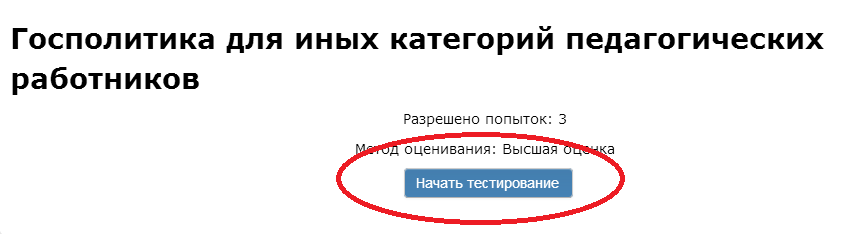 Госполитика для иных категорий педагогических
работников
Разрешено попыток: 3
Метод оценивания: Высшая оценка
Начать тестирование